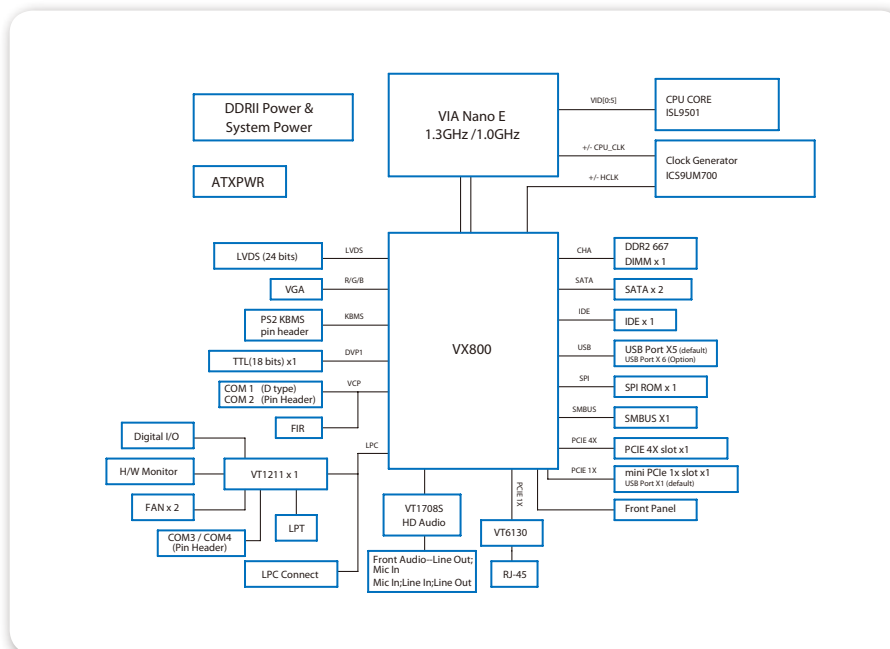 DDRII Power &
System Power
ATXPWR
VIA Nano E
1.3GHz /1.0GHz
VID[0:S]
CPU CORE
ISL9501
+/- CPU_CLK
Clock Generator
ICS9UM700
+/- HCLK
VX800
LVDS (24 bits)
LVDS
VGA
R/G/B
PS2 KBMS
pin header
KBMS
TTL(18 bits) x1
DVP1
COM 1 (D type)
COM 2 (Pin Header)
VCP
FIR
LPC
Digital I/O
H/W Monitor
FAN x 2
VT1211 x 1
COM3 / COM4
(Pin Header)
LPT
LPC Connect
CHA
DDR2 667
DIMM x 1
SATA
SATA x 2
IDE
IDE x 1
USB
USB Port X5 (default)
USB Port X 6 (Option)
SPI
SPI ROM x 1
SMBUS
SMBUS X1
PCIE 4X
PCIE 4X slot x1
PCIE 1X
mini PCIe 1x slot x1
USB Port X1 (default)
Front Panel
VT1708S
HD Audio
Front Audio--Line Out;
Mic In
Mic In;Line In;Line Out
PCIE 1X
VT6130
RJ-45